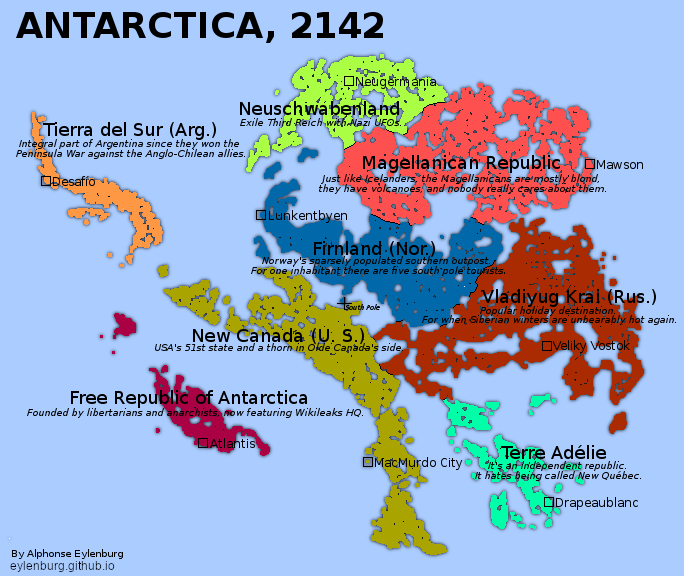 ANTARCTICA, 2142
Neugermania
Neuschwabenland
Exile Third Reich with Nazi UFOs.
Tierra del Sur (Arg.)
Integral part of Argentina since they won the
Peninsula War against the Anglo-Chilean allies.
Desafío
Magellanican Republic
Mawson
Just like Icelanders, the Magellanicans are mostly blond,
they have volcanoes, and nobody really cares about them.
Lunkentbyen
Firnland (Nor.)
Norway's sparsely populated southern outpost.
For one inhabitant there are five south pole tourists.
Vladiyug Krai (Rus.)
Popular holiday destination.
For when Siberian winters are unbearably hot again.
South Pole
New Canada (U. S.)
USA's 51st state and a thorn in Olde Canada's side.
Veliky Vostok
Free Republic of Antarctica
Founded by libertarians and anarchists, now featuring Wikileaks HQ.
Atlantis
Terre Adélie
It's an independent republic.
It hates being called New Québec.
MacMurdo City
Drapeaublanc
By Alphonse Eylenburg
eylenburg.github.io